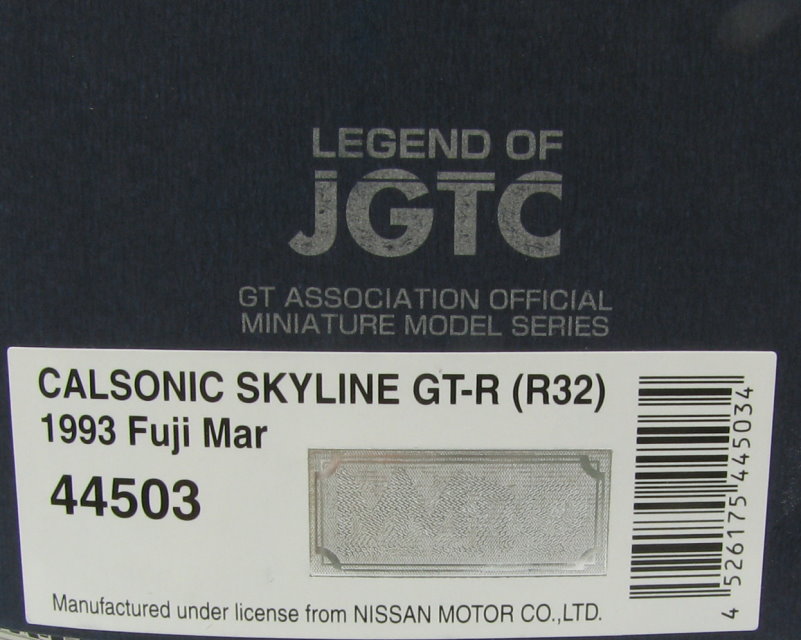 LEGEND OF
JGTC
GT ASSOCIATION OFFICIAL
MINIATURE MODEL SERIES
CALSONIC SKYLINE GT-R (R32)
1993 Fuji Mar
44503
Manufactured under license from NISSAN MOTOR CO.,LTD.
4 526175 445034